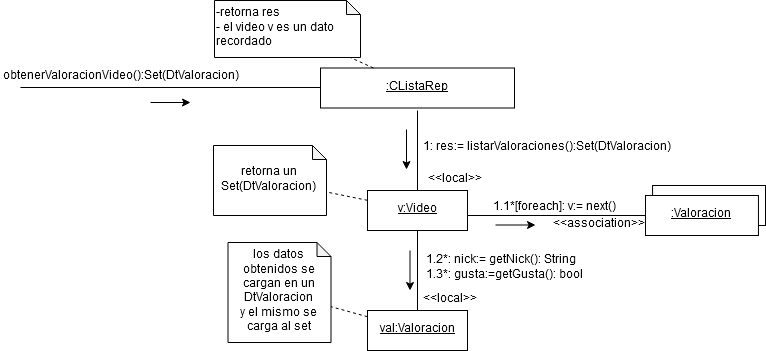 -retorna res
- el video v es un dato
recordado
obtenerValoracionVideo():Set(DtValoracion)
:CListaRep
1: res:= listarValoraciones():Set(DtValoracion)
retorna un
Set(DtValoracion)
<<local>>
v:Video
1.1*[foreach]: v:= next()
<<association>>
:Valoracion
los datos
obtenidos se
cargan en un
DtValoracion
y el mismo se
carga al set
1.2*: nick:= getNick(): String
1.3*: gusta:=getGusta(): bool
<<local>>
val:Valoracion